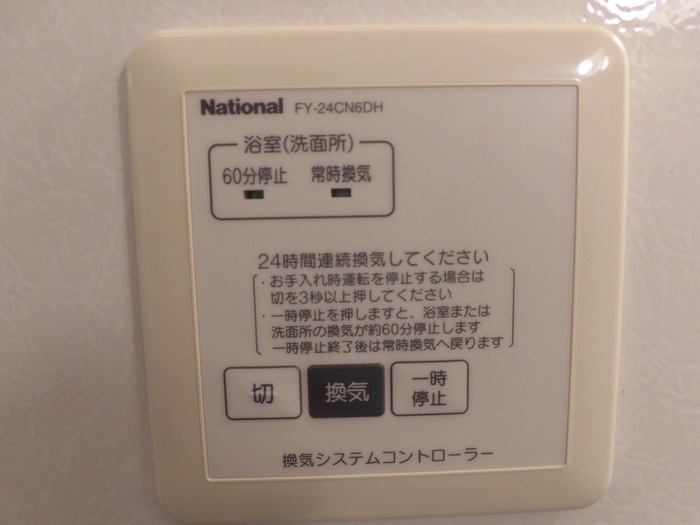 National FY-24CN6DH
浴室(洗面所)
60分停止 常時換気
24時間連続換気してください
・お手入れ時運転を停止する場合は
切を3秒以上押してください
・一時停止を押しますと、浴室または
洗面所の換気が約60分停止します
一時停止終了後は常時換気へ戻ります
切 換気 一時
停止
換気システムコントローラー